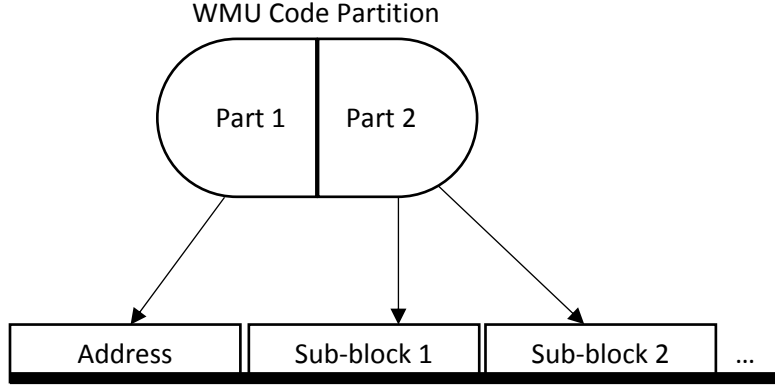 WMU Code Partition
Part 1 Part 2
Address Sub-block 1 Sub-block 2 ...